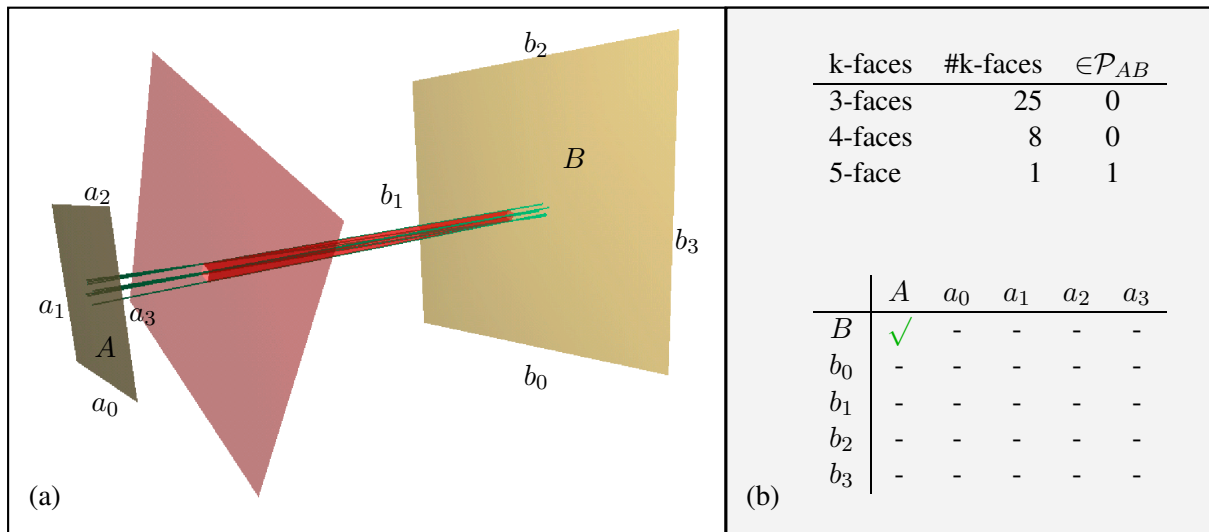 b₂
B
b₁
a₂
b₃
a₁
a₃
A
b₀
a₀
(a)
k-faces #k-faces ∈𝒫_AB
3-faces 25 0
4-faces 8 0
5-face 1 1
A a₀ a₁ a₂ a₃
B √ - - - -
b₀ - - - - -
b₁ - - - - -
b₂ - - - - -
b₃ - - - - -
(b)